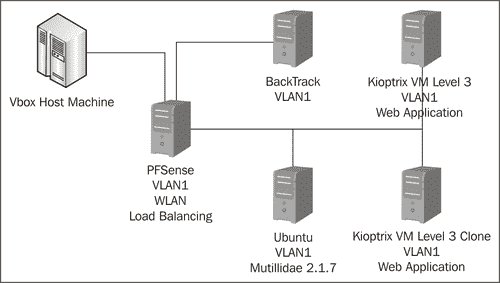 Vbox Host Machine
BackTrack
VLAN1
Kioptrix VM Level 3
VLAN1
Web Application
PFSense
VLAN1
WLAN
Load Balancing
Ubuntu
VLAN1
Mutillidae 2.1.7
Kioptrix VM Level 3 Clone
VLAN1
Web Application